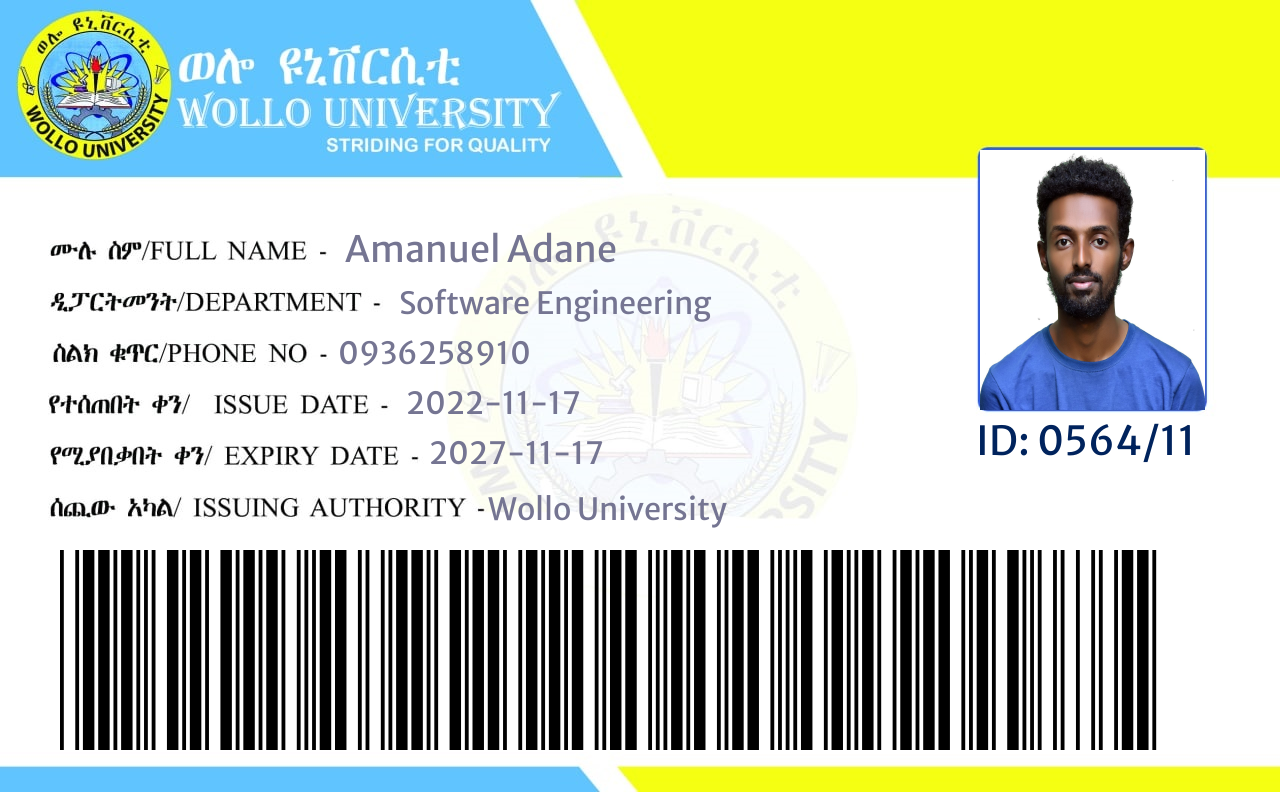 ወሎ ዩኒቨርሲቲ
WOLLO UNIVERSITY
ወሎ ዩኒቨርሲቲ
WOLLO UNIVERSITY
STRIDING FOR QUALITY
ሙሉ ስም/FULL NAME - Amanuel Adane
ዲፓርትመንት/DEPARTMENT - Software Engineering
ስልክ ቁጥር/PHONE NO - 0936258910
የተሰጠበት ቀን/ ISSUE DATE - 2022-11-17
የሚያበቃበት ቀን/ EXPIRY DATE - 2027-11-17
ሰጪው አካል/ ISSUING AUTHORITY -Wollo University
ID: 0564/11